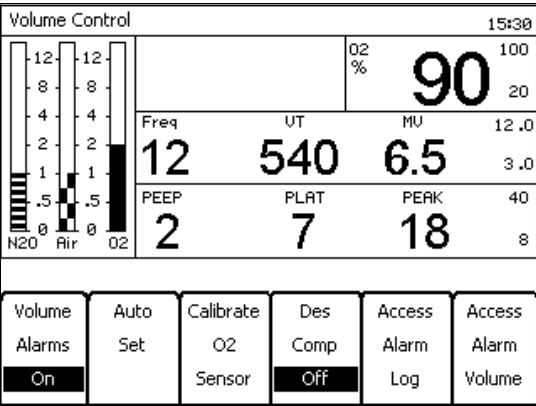 Volume Control 15:30
12 12
8 8
4 4
2 2
1 1
.5 .5
0 0
N2O Air O2
O2 % 90 100 20
Freq VT MV 12.0
12 540 6.5 3.0
PEEP PLAT PEAK 40
2 7 18 8
Volume Alarms On
Auto Set
Calibrate O2 Sensor
Des Comp Off
Access Alarm Log
Access Alarm Volume